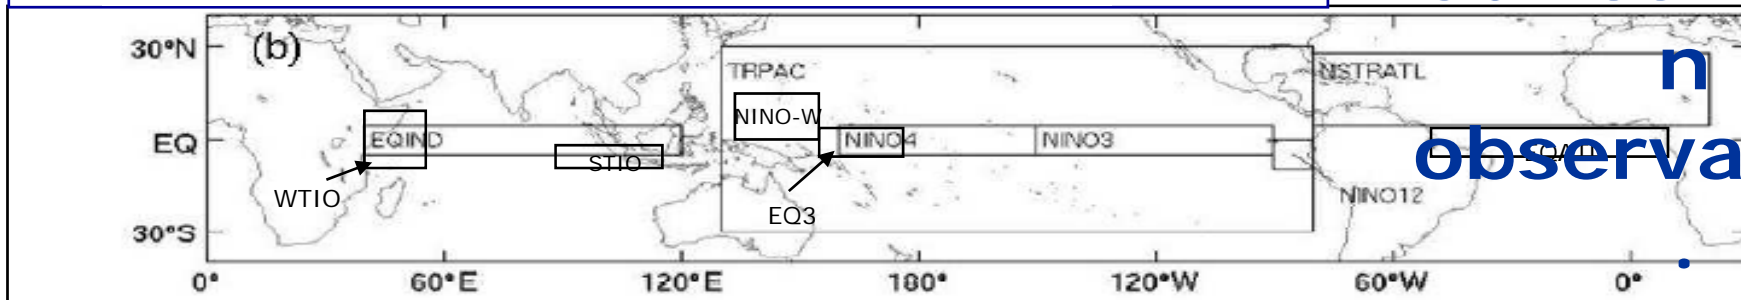 30°N
(b)
TRPAC
NSTRATL
n
NINO-W
EQ
EQIND
NINO4
NINO3
observa
STIO
WTIO
NINO12
EQ3
30°S
.
0°
60°E
120°E
180°
120°W
60°W
0°